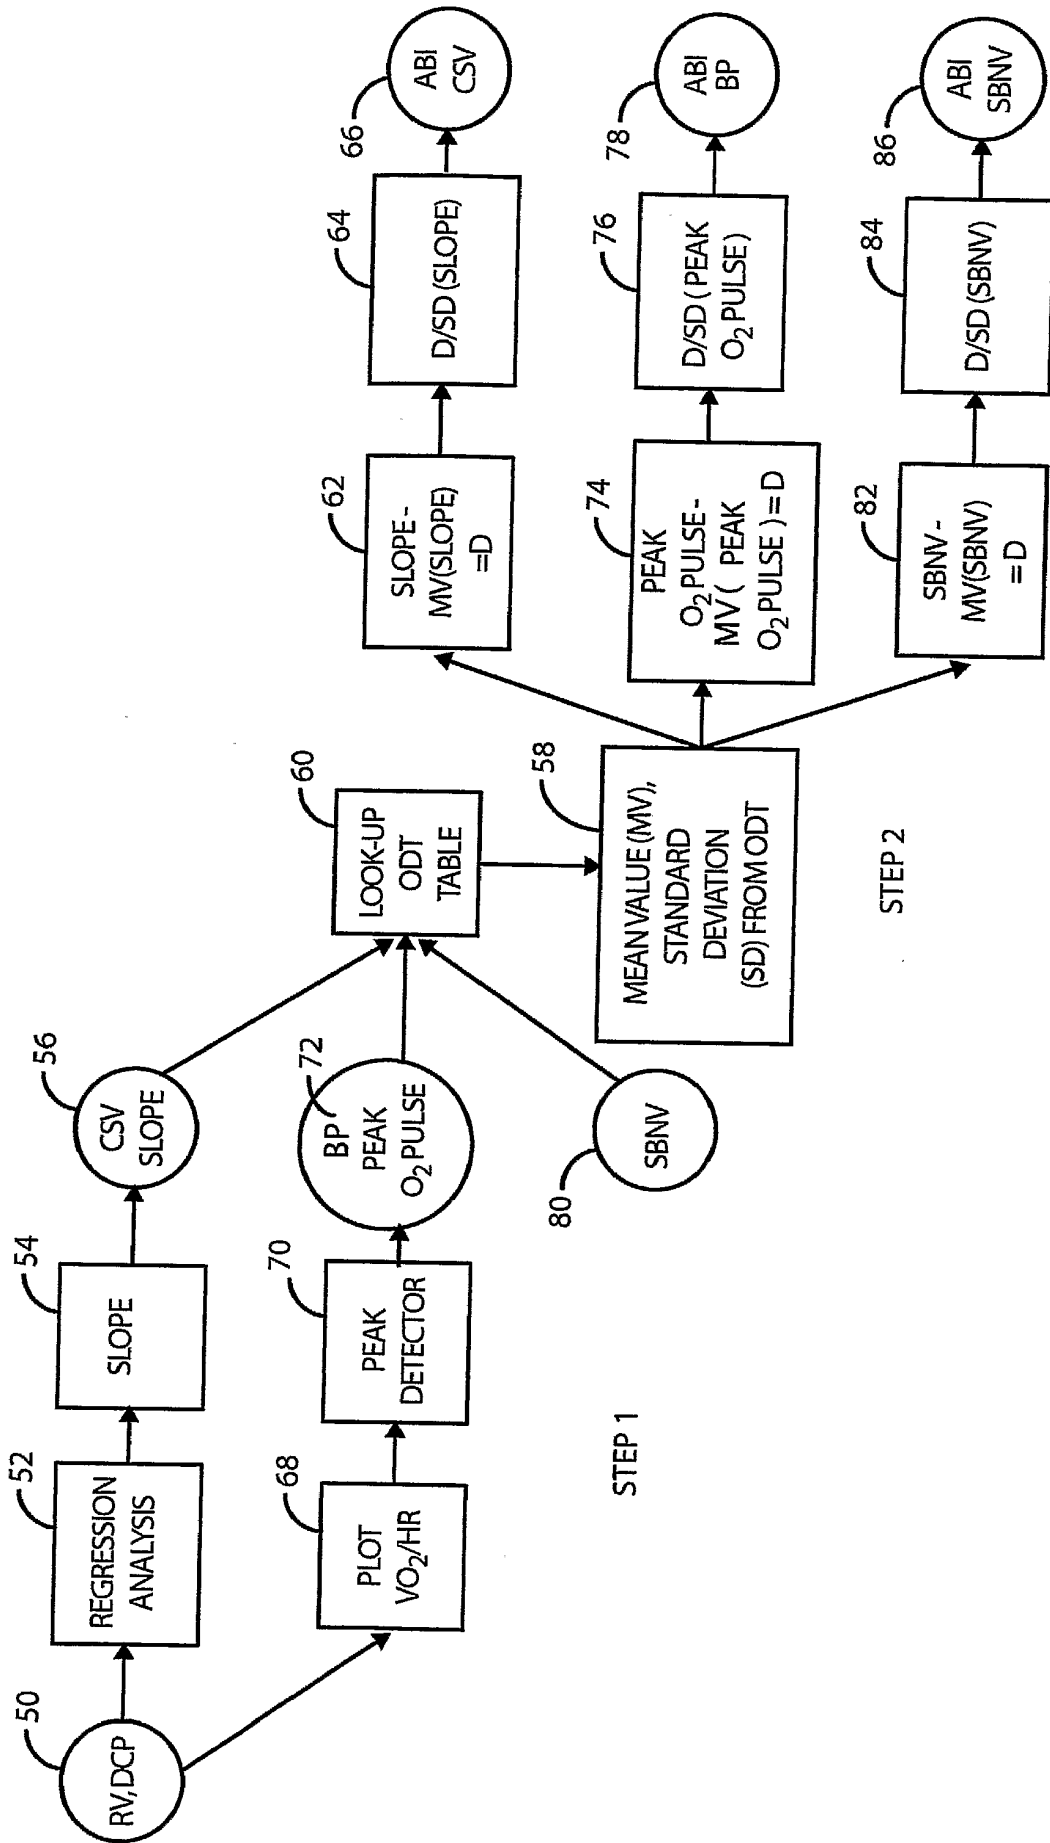 50
RV, DCP
52
REGRESSION
ANALYSIS
54
SLOPE
56
CSV
SLOPE
68
PLOT
VO₂/HR
70
PEAK
DETECTOR
72
BP
PEAK
O₂ PULSE
80
SBNV
STEP 1
60
LOOK-UP
ODT
TABLE
58
MEAN VALUE (MV),
STANDARD
DEVIATION
(SD) FROM ODT
STEP 2
62
SLOPE -
MV(SLOPE)
=D
64
D/SD (SLOPE)
66
ABI
CSV
74
PEAK
O₂ PULSE-
MV ( PEAK
O₂ PULSE ) = D
76
D/SD ( PEAK
O₂ PULSE)
78
ABI
BP
82
SBNV -
MV(SBNV)
= D
84
D/SD (SBNV)
86
ABI
SBNV